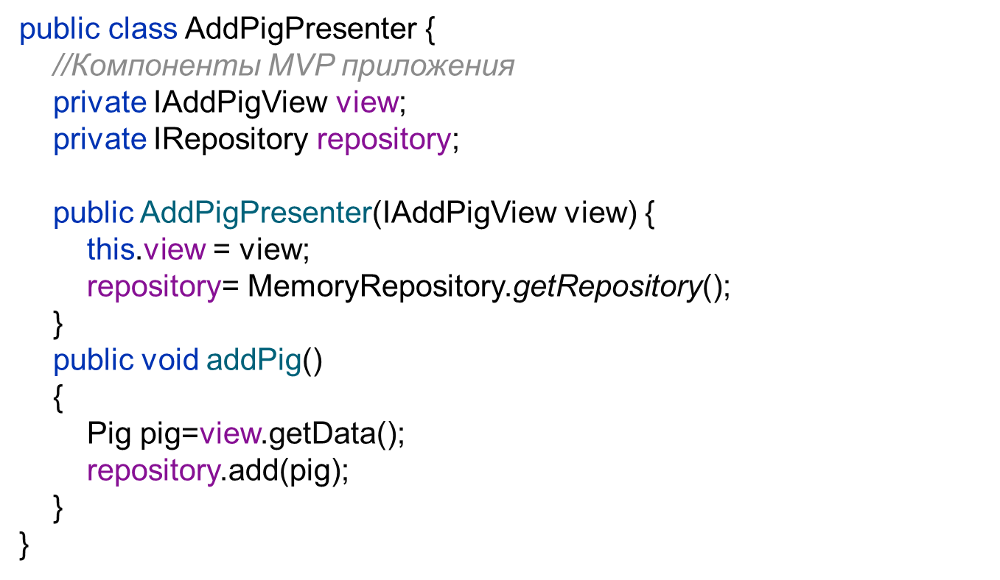 public class AddPigPresenter {
//Компоненты MVP приложения
private IAddPigView view;
private IRepository repository;
public AddPigPresenter(IAddPigView view) {
this.view = view;
repository= MemoryRepository.getRepository();
}
public void addPig()
{
Pig pig=view.getData();
repository.add(pig);
}
}